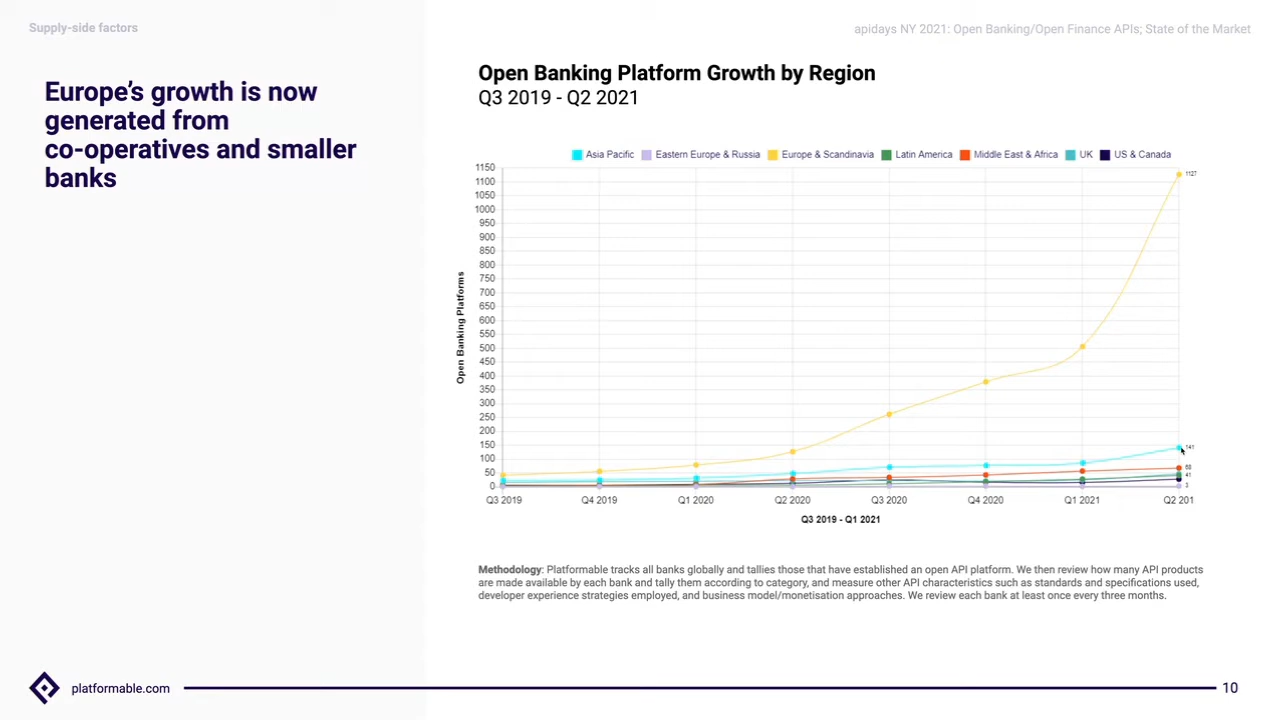 Supply-side factors
apidays NY 2021: Open Banking/Open Finance APIs; State of the Market
Europe's growth is now
generated from
co-operatives and smaller
banks
Open Banking Platform Growth by Region
Q3 2019 - Q2 2021
Asia Pacific Eastern Europe & Russia Europe & Scandinavia Latin America Middle East & Africa UK US & Canada
1150
1100
1050
1000
950
900
850
800
750
700
650
600
550
500
450
400
350
300
250
200
150
100
50
0
Open Banking Platforms
1127
141
68
41
3
Q3 2019 Q4 2019 Q1 2020 Q2 2020 Q3 2020 Q4 2020 Q1 2021 Q2 201
Q3 2019 - Q1 2021
Methodology: Platformable tracks all banks globally and tallies those that have established an open API platform. We then review how many API products
are made available by each bank and tally them according to category, and measure other API characteristics such as standards and specifications used,
developer experience strategies employed, and business model/monetisation approaches. We review each bank at least once every three months.
platformable.com
10